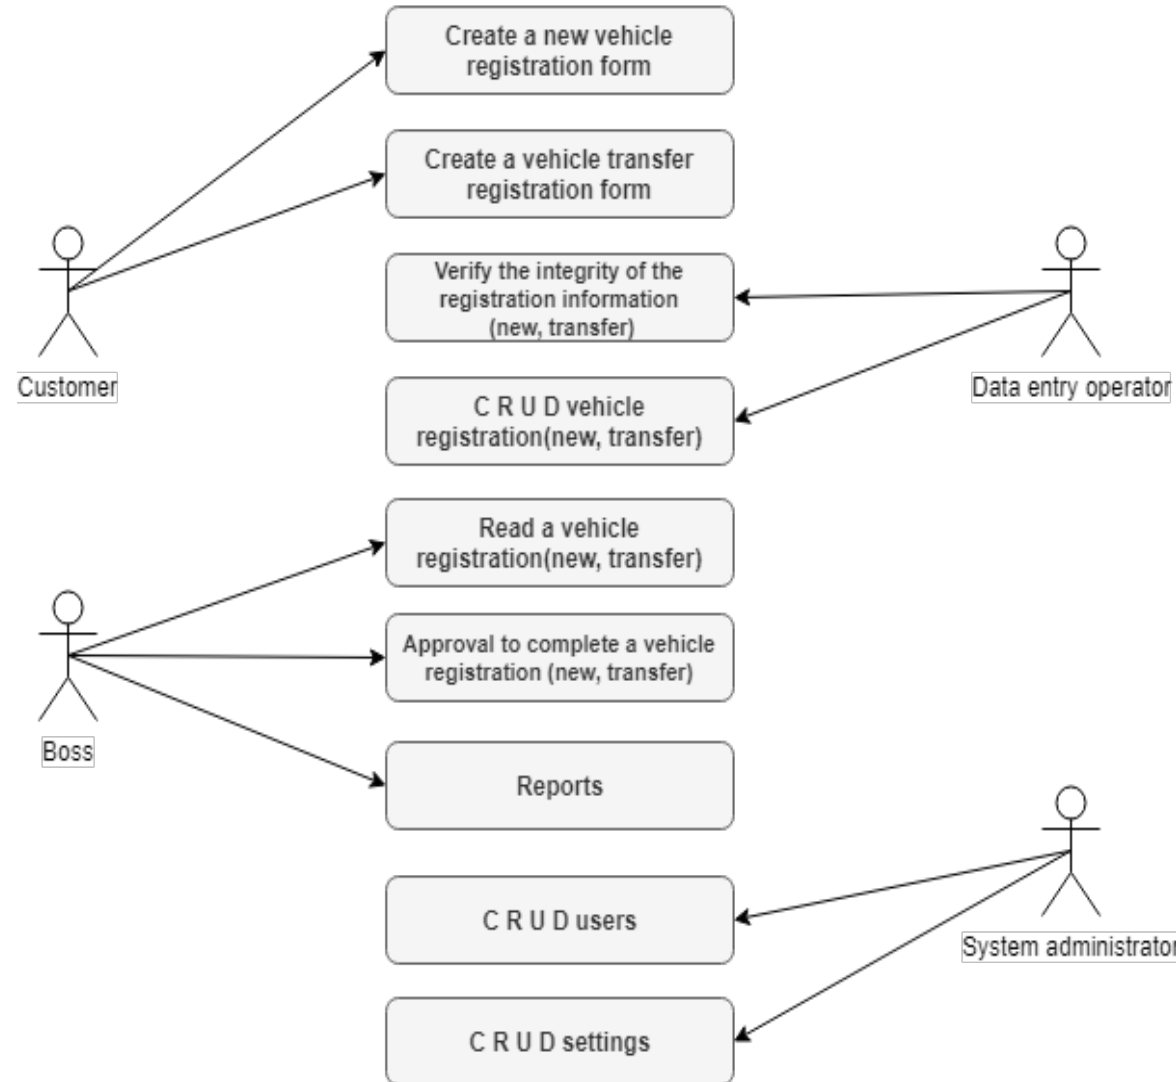 Create a new vehicle
registration form
Create a vehicle transfer
registration form
Verify the integrity of the
registration information
(new, transfer)
Customer
Data entry operator
C R U D vehicle
registration(new, transfer)
Read a vehicle
registration(new, transfer)
Approval to complete a vehicle
registration (new, transfer)
Boss
Reports
C R U D users
System administrator
C R U D settings